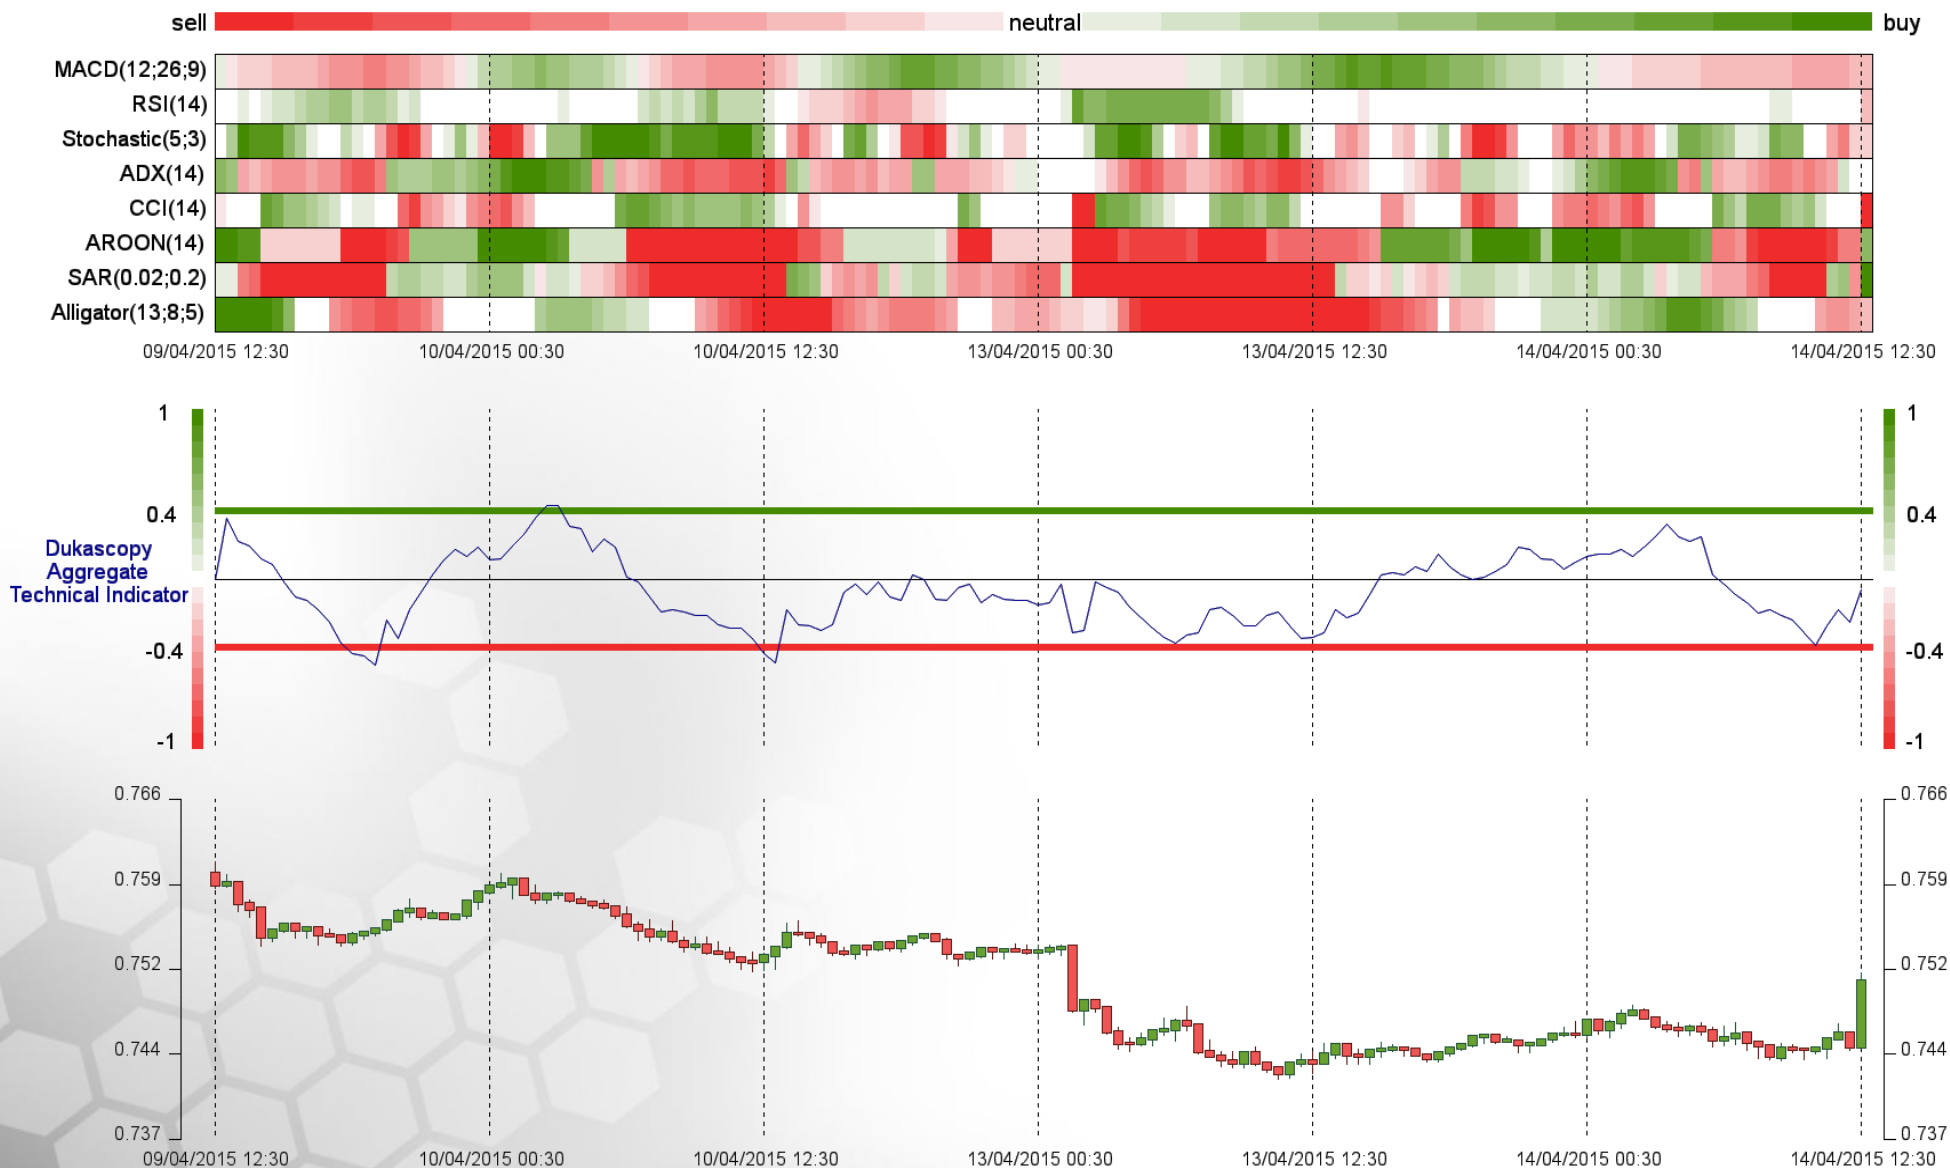 sell neutral buy
MACD(12;26;9)
RSI(14)
Stochastic(5;3)
ADX(14)
CCI(14)
AROON(14)
SAR(0.02;0.2)
Alligator(13;8;5)
09/04/2015 12:30 10/04/2015 00:30 10/04/2015 12:30 13/04/2015 00:30 13/04/2015 12:30 14/04/2015 00:30 14/04/2015 12:30
1 1
0.4 0.4
Dukascopy
Aggregate
Technical Indicator
-0.4 -0.4
-1 -1
0.766 0.766
0.759 0.759
0.752 0.752
0.744 0.744
0.737 0.737
09/04/2015 12:30 10/04/2015 00:30 10/04/2015 12:30 13/04/2015 00:30 13/04/2015 12:30 14/04/2015 00:30 14/04/2015 12:30